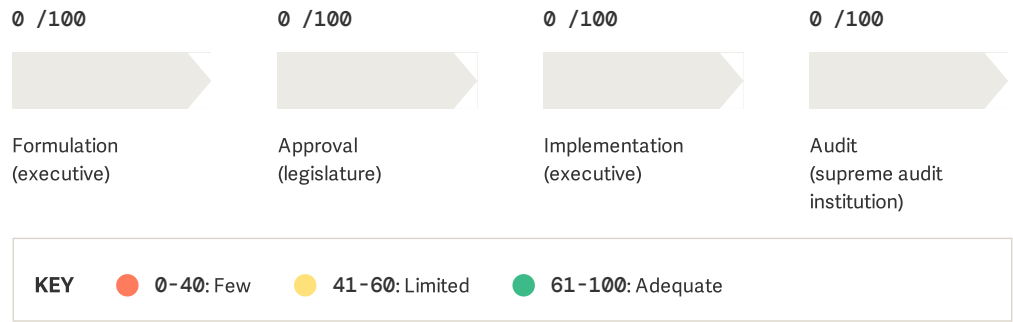 0 /100 0 /100 0 /100 0 /100
Formulation
(executive)
Approval
(legislature)
Implementation
(executive)
Audit
(supreme audit
institution)
KEY 0-40: Few 41-60: Limited 61-100: Adequate